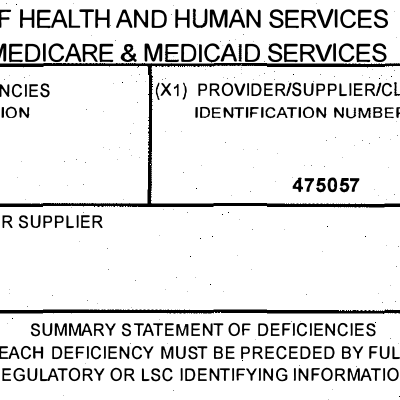 F HEALTH AND HUMAN SERVICES
MEDICARE & MEDICAID SERVICES
NCIES
ION
(X1) PROVIDER/SUPPLIER/CL
IDENTIFICATION NUMBER
475057
R SUPPLIER
SUMMARY STATEMENT OF DEFICIENCIES
EACH DEFICIENCY MUST BE PRECEDED BY FUL
EGULATORY OR LSC IDENTIFYING INFORMATIO